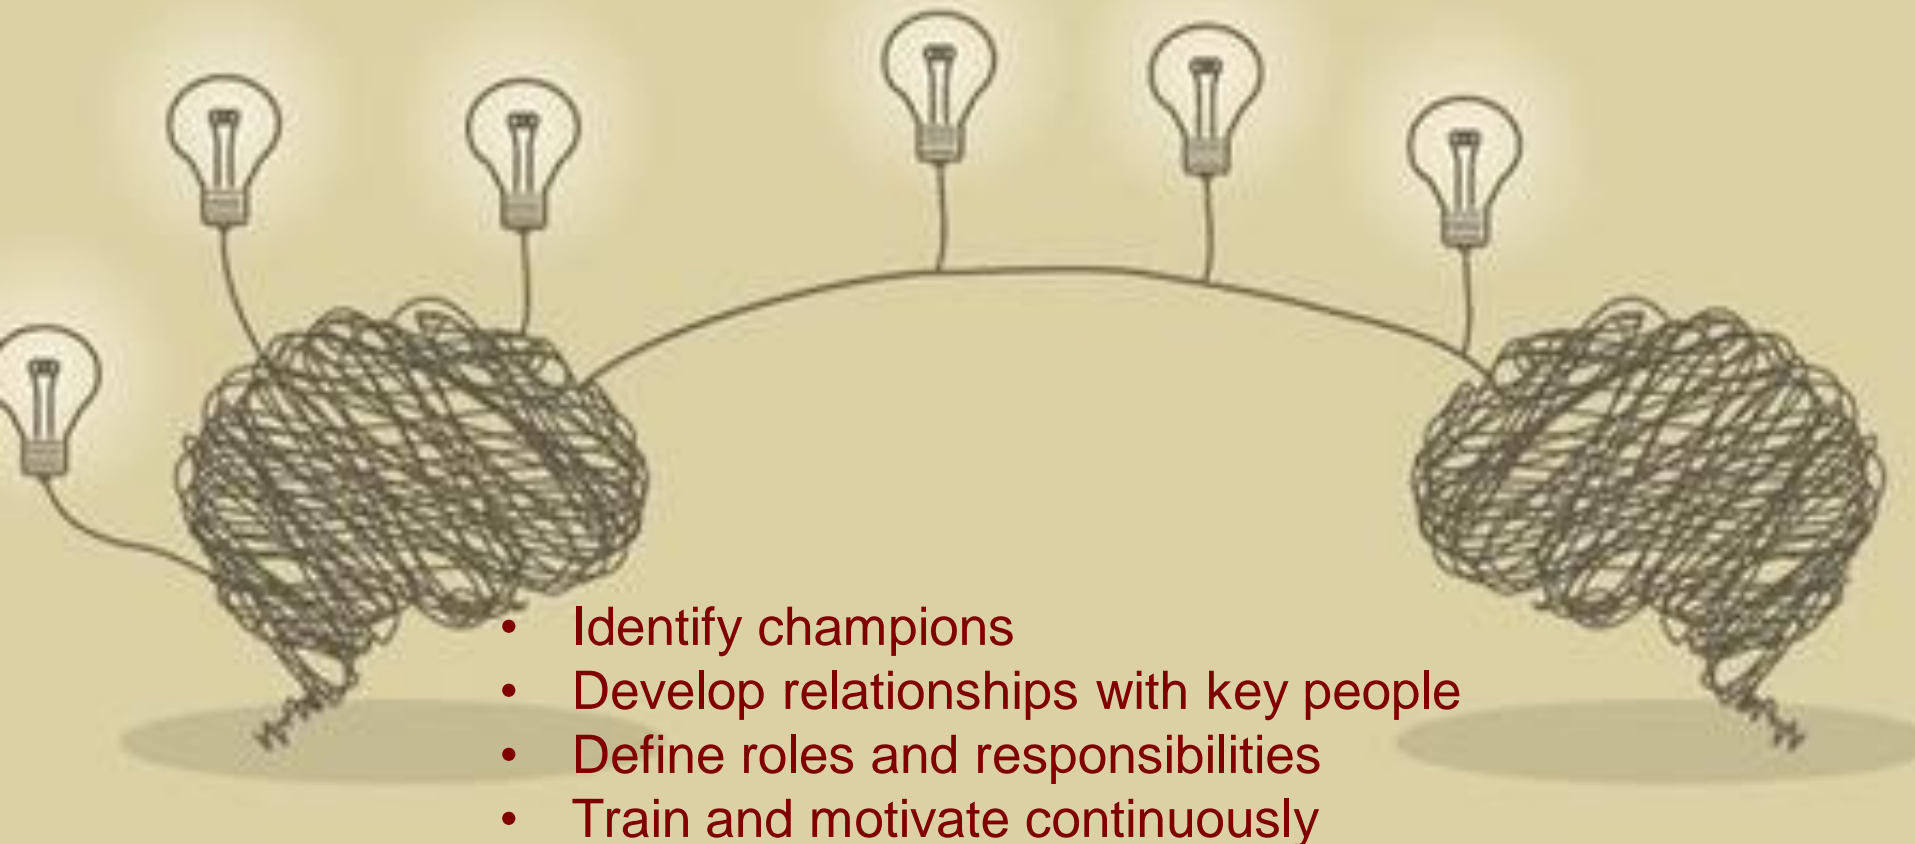 • Identify champions
• Develop relationships with key people
• Define roles and responsibilities
• Train and motivate continuously